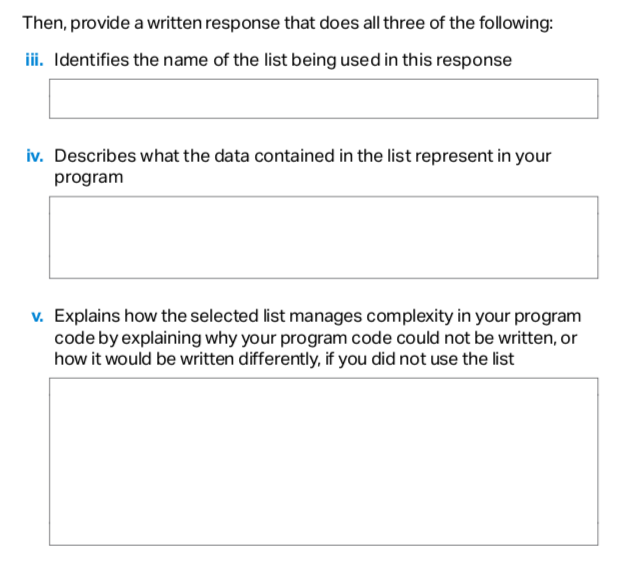 Then, provide a written response that does all three of the following:
iii. Identifies the name of the list being used in this response
iv. Describes what the data contained in the list represent in your
program
v. Explains how the selected list manages complexity in your program
code by explaining why your program code could not be written, or
how it would be written differently, if you did not use the list